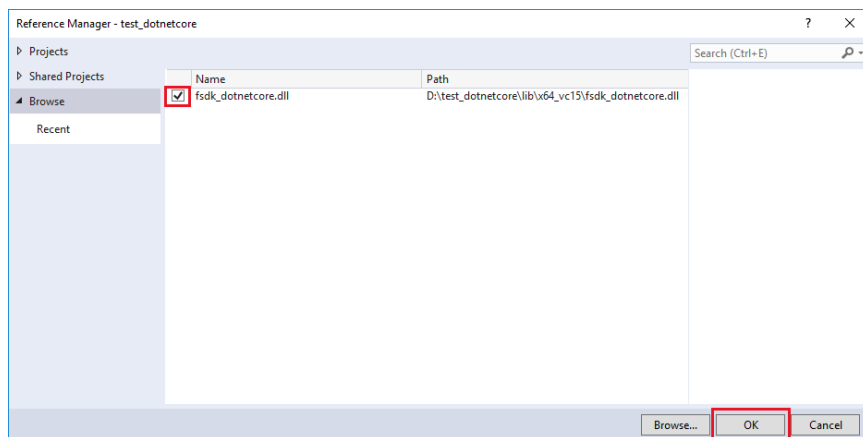 Reference Manager - test_dotnetcore ?
Projects
Search (Ctrl+E)
Shared Projects
Name Path
Browse
fsdk_dotnetcore.dll D:\test_dotnetcore\lib\x64_vc15\fsdk_dotnetcore.dll
Recent
Browse... OK Cancel